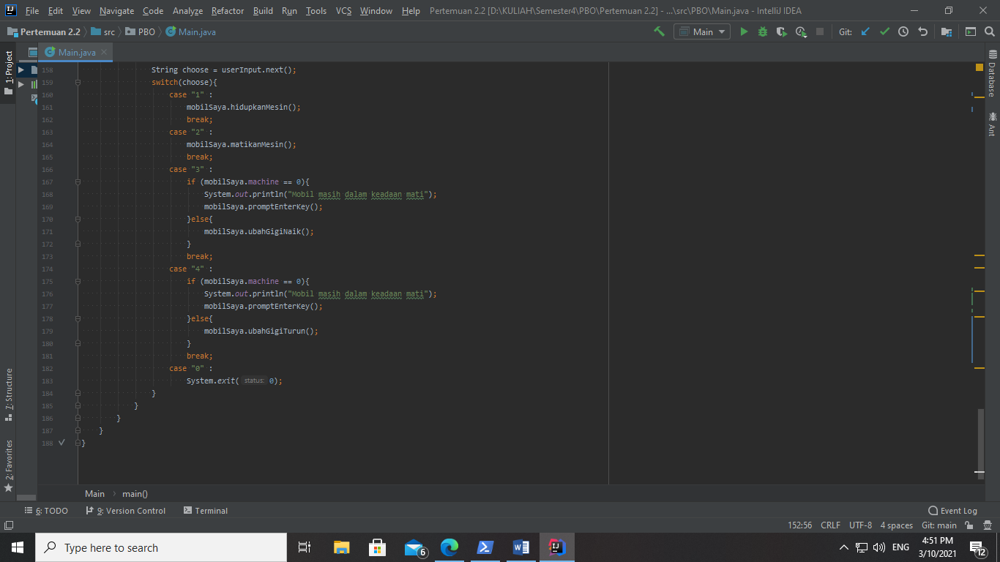 File Edit View Navigate Code Analyze Refactor Build Run Tools VCS Window Help Pertemuan 2.2 [D:\KULIAH\Semester4\PBO\Pertemuan 2.2] - ...\src\PBO\Main.java - IntelliJ IDEA
Pertemuan 2.2 src PBO Main.java Main Git:
1: Project
Main.java
158 String choose = userInput.next();
159 switch(choose){
160 case "1" :
161 mobilSaya.hidupkanMesin();
162 break;
163 case "2" :
164 mobilSaya.matikanMesin();
165 break;
166 case "3" :
167 if (mobilSaya.machine == 0){
168 System.out.println("Mobil masih dalam keadaan mati");
169 mobilSaya.promptEnterKey();
170 }else{
171 mobilSaya.ubahGigiNaik();
172 }
173 break;
174 case "4" :
175 if (mobilSaya.machine == 0){
176 System.out.println("Mobil masih dalam keadaan mati");
177 mobilSaya.promptEnterKey();
178 }else{
179 mobilSaya.ubahGigiTurun();
180 }
181 break;
182 case "0" :
183 System.exit( status: 0);
184 }
185 }
186 }
187 }
188 }
Database
Ant
7: Structure
2: Favorites
Main main()
6: TODO 9: Version Control Terminal Event Log
152:56 CRLF UTF-8 4 spaces Git: main
Type here to search
6
ENG
4:51 PM
3/10/2021
12